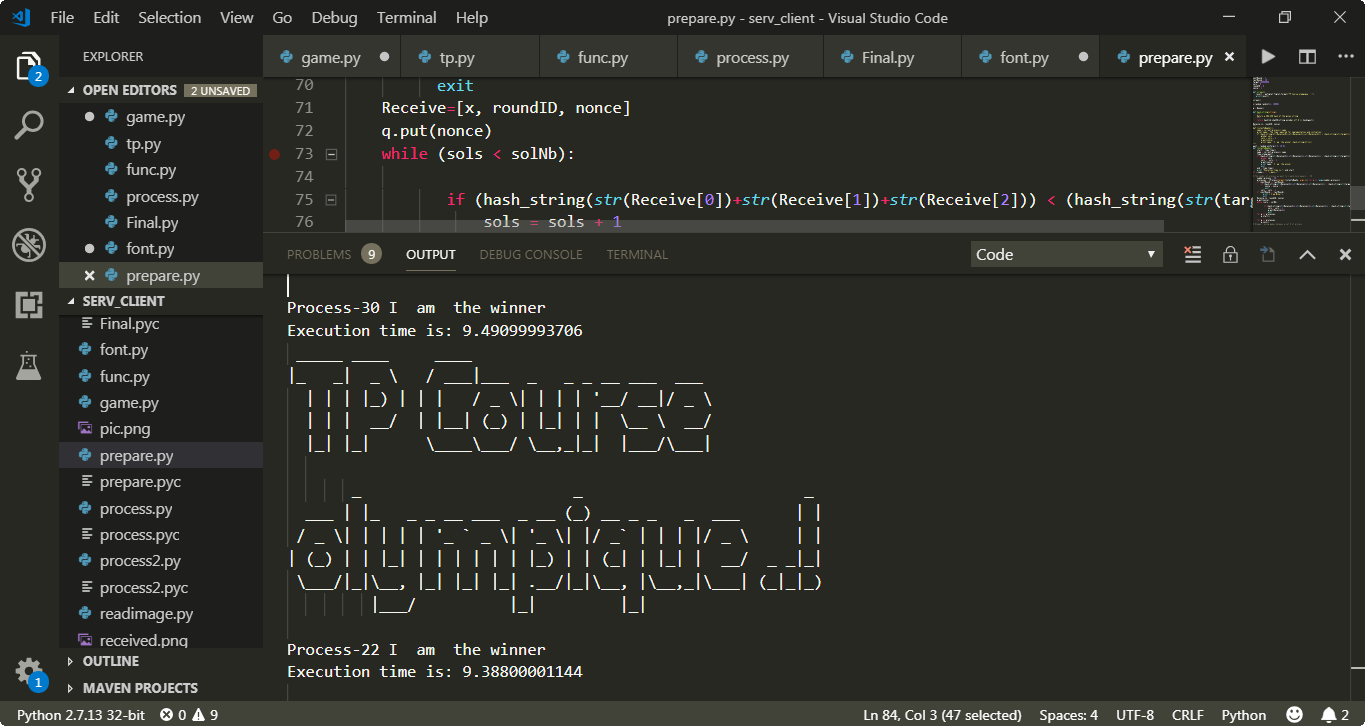 File Edit Selection View Go Debug Terminal Help
prepare.py - serv_client - Visual Studio Code
EXPLORER
game.py
tp.py
func.py
process.py
Final.py
font.py
prepare.py
2
OPEN EDITORS 2 UNSAVED
game.py
tp.py
func.py
process.py
Final.py
font.py
prepare.py
SERV_CLIENT
Final.pyc
font.py
func.py
game.py
pic.png
prepare.py
prepare.pyc
process.py
process.pyc
process2.py
process2.pyc
readimage.py
received.png
OUTLINE
MAVEN PROJECTS
1
70 exit
71 Receive=[x, roundID, nonce]
72 q.put(nonce)
73 while (sols < solNb):
74
75 if (hash_string(str(Receive[0])+str(Receive[1])+str(Receive[2])) < (hash_string(str(targ
76 sols = sols + 1
PROBLEMS 9 OUTPUT DEBUG CONSOLE TERMINAL
Code
Process-30 I am the winner
Execution time is: 9.49099993706
TP Course
olympique..!
Process-22 I am the winner
Execution time is: 9.38800001144
Python 2.7.13 32-bit 0 9 Ln 84, Col 3 (47 selected) Spaces: 4 UTF-8 CRLF Python 2